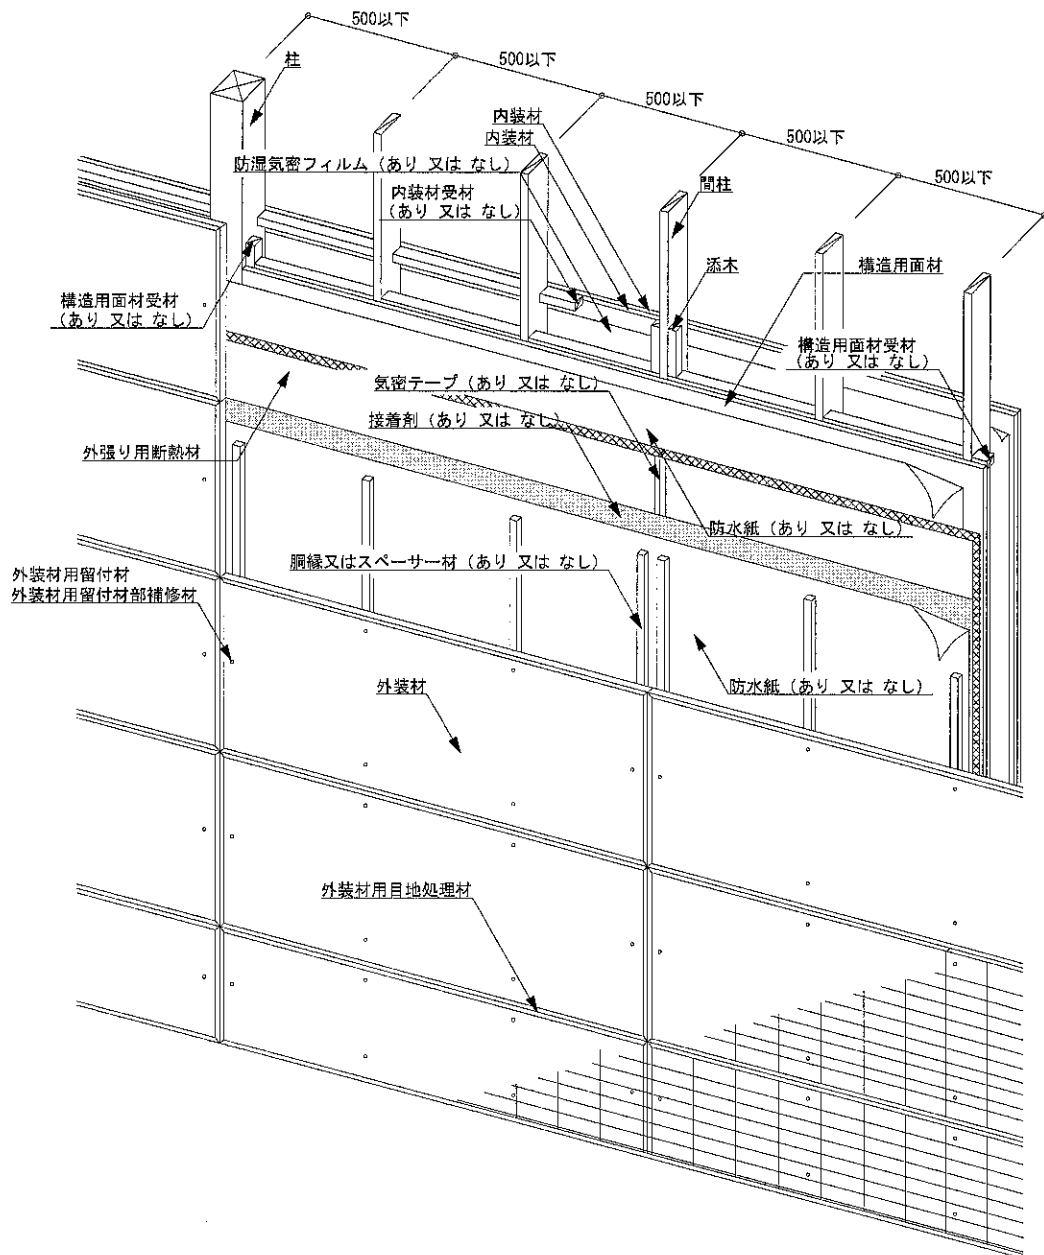 500以下
500以下
500以下
500以下
500以下
柱
内装材
内装材
防湿気密フィルム (あり 又は なし)
内装材受材
(あり 又は なし)
間柱
添木
構造用面材
構造用面材受材
(あり 又は なし)
構造用面材受材
(あり 又は なし)
気密テープ (あり 又は なし)
接着剤 (あり 又は なし)
外張り用断熱材
防水紙 (あり 又は なし)
胴縁又はスペーサー材 (あり 又は なし)
外装材用留付材
外装材用留付材部補修材
外装材
防水紙 (あり 又は なし)
外装材用目地処理材